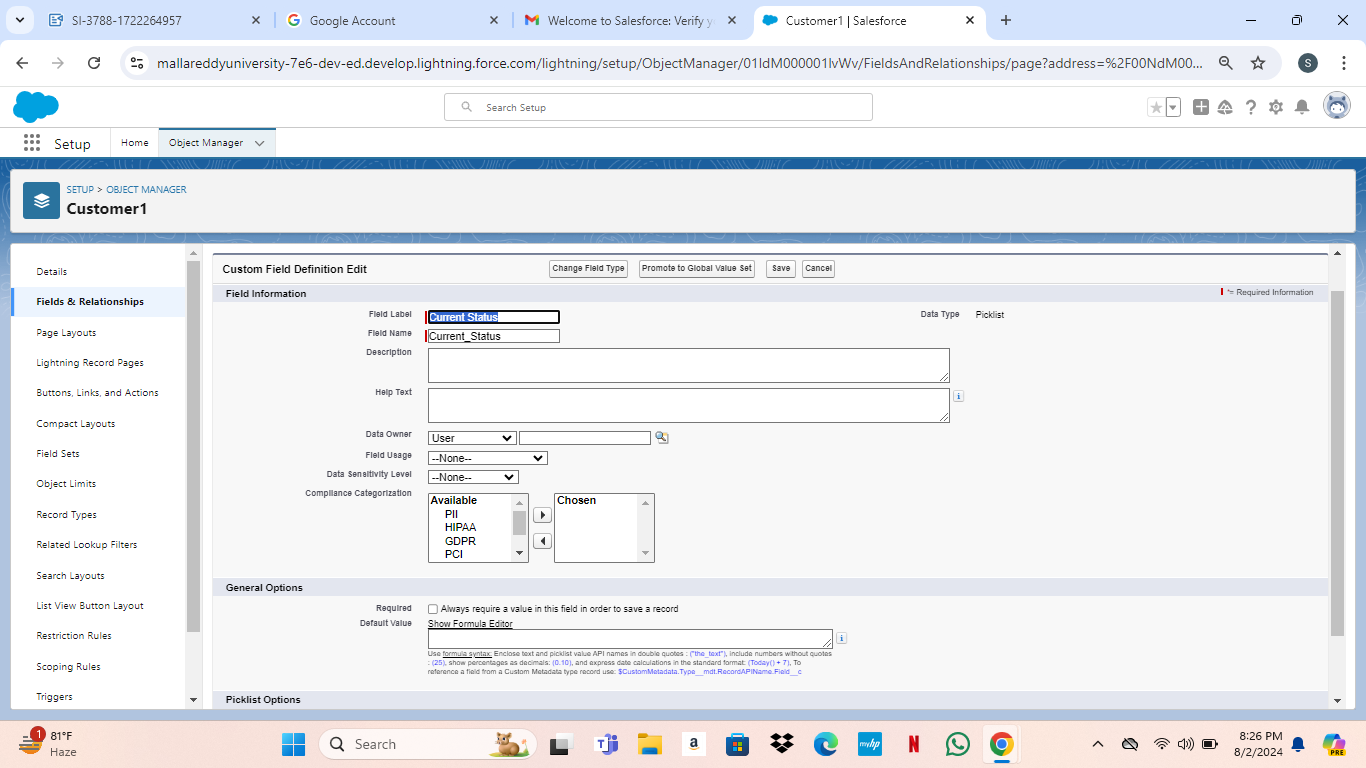 SI-3788-1722264957
Google Account
Welcome to Salesforce: Verify y
Customer1 | Salesforce
mallareddyuniversity-7e6-dev-ed.develop.lightning.force.com/lightning/setup/ObjectManager/01IdM000001IvWv/FieldsAndRelationships/page?address=%2F00NdM00...
S
Search Setup
Setup
Home
Object Manager
SETUP > OBJECT MANAGER
Customer1
Details
Fields & Relationships
Page Layouts
Lightning Record Pages
Buttons, Links, and Actions
Compact Layouts
Field Sets
Object Limits
Record Types
Related Lookup Filters
Search Layouts
List View Button Layout
Restriction Rules
Scoping Rules
Triggers
Custom Field Definition Edit
Change Field Type
Promote to Global Value Set
Save
Cancel
Field Information
= Required Information
Field Label
Current Status
Data Type
Picklist
Field Name
Current_Status
Description
Help Text
i
Data Owner
User
Field Usage
--None--
Data Sensitivity Level
--None--
Compliance Categorization
Available
PII
HIPAA
GDPR
PCI
Chosen
General Options
Required
Always require a value in this field in order to save a record
Default Value
Show Formula Editor
i
Use formula syntax: Enclose text and picklist value API names in double quotes : ("the_text"), include numbers without quotes
: (25), show percentages as decimals: (0.10), and express date calculations in the standard format: (Today() + 7), To
reference a field from a Custom Metadata type record use: $CustomMetadata.Type__mdt.RecordAPIName.Field__c
Picklist Options
1
81°F
Haze
Search
a
myhp
N
PRE
8:26 PM
8/2/2024